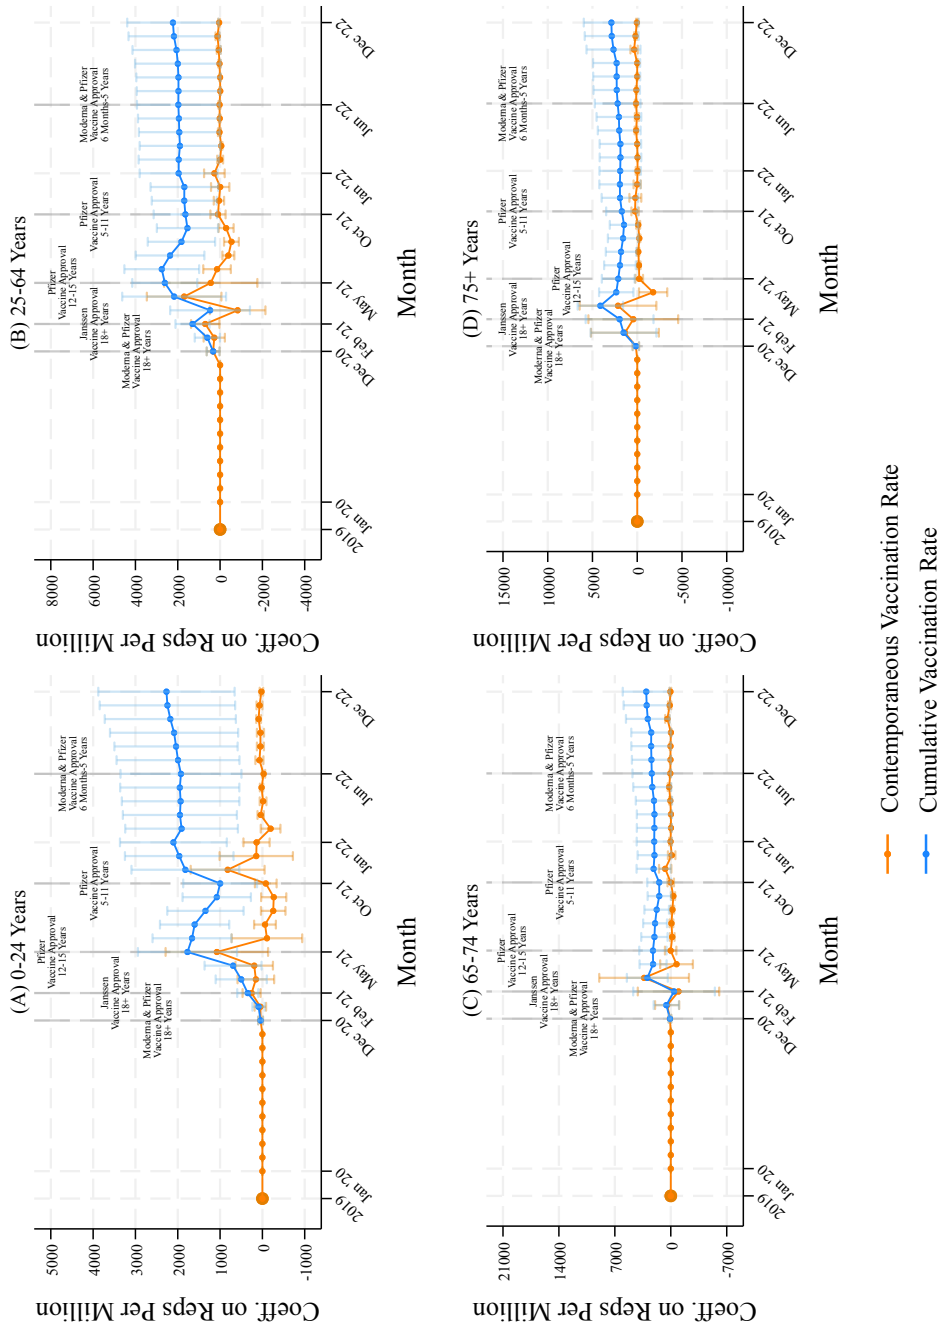 (A) 0-24 Years
Coeff. on Reps Per Million
5000
4000
3000
2000
1000
0
-1000
Pfizer
Vaccine Approval
12-15 Years
Janssen
Vaccine Approval
18+ Years
Moderna & Pfizer
Vaccine Approval
18+ Years
Pfizer
Vaccine Approval
5-11 Years
Moderna & Pfizer
Vaccine Approval
6 Months-5 Years
2019
Jan '20
Dec '20
Feb '21
May '21
Oct '21
Jan '22
Jun '22
Dec '22
Month
(B) 25-64 Years
Coeff. on Reps Per Million
8000
6000
4000
2000
0
-2000
-4000
Pfizer
Vaccine Approval
12-15 Years
Janssen
Vaccine Approval
18+ Years
Moderna & Pfizer
Vaccine Approval
18+ Years
Pfizer
Vaccine Approval
5-11 Years
Moderna & Pfizer
Vaccine Approval
6 Months-5 Years
2019
Jan '20
Dec '20
Feb '21
May '21
Oct '21
Jan '22
Jun '22
Dec '22
Month
(C) 65-74 Years
Coeff. on Reps Per Million
21000
14000
7000
0
-7000
Pfizer
Vaccine Approval
12-15 Years
Janssen
Vaccine Approval
18+ Years
Moderna & Pfizer
Vaccine Approval
18+ Years
Pfizer
Vaccine Approval
5-11 Years
Moderna & Pfizer
Vaccine Approval
6 Months-5 Years
2019
Jan '20
Dec '20
Feb '21
May '21
Oct '21
Jan '22
Jun '22
Dec '22
Month
(D) 75+ Years
Coeff. on Reps Per Million
15000
10000
5000
0
-5000
-10000
Janssen
Vaccine Approval
18+ Years
Moderna & Pfizer
Vaccine Approval
18+ Years
Pfizer
Vaccine Approval
12-15 Years
Pfizer
Vaccine Approval
5-11 Years
Moderna & Pfizer
Vaccine Approval
6 Months-5 Years
2019
Jan '20
Dec '20
Feb '21
May '21
Oct '21
Jan '22
Jun '22
Dec '22
Month
Contemporaneous Vaccination Rate
Cumulative Vaccination Rate